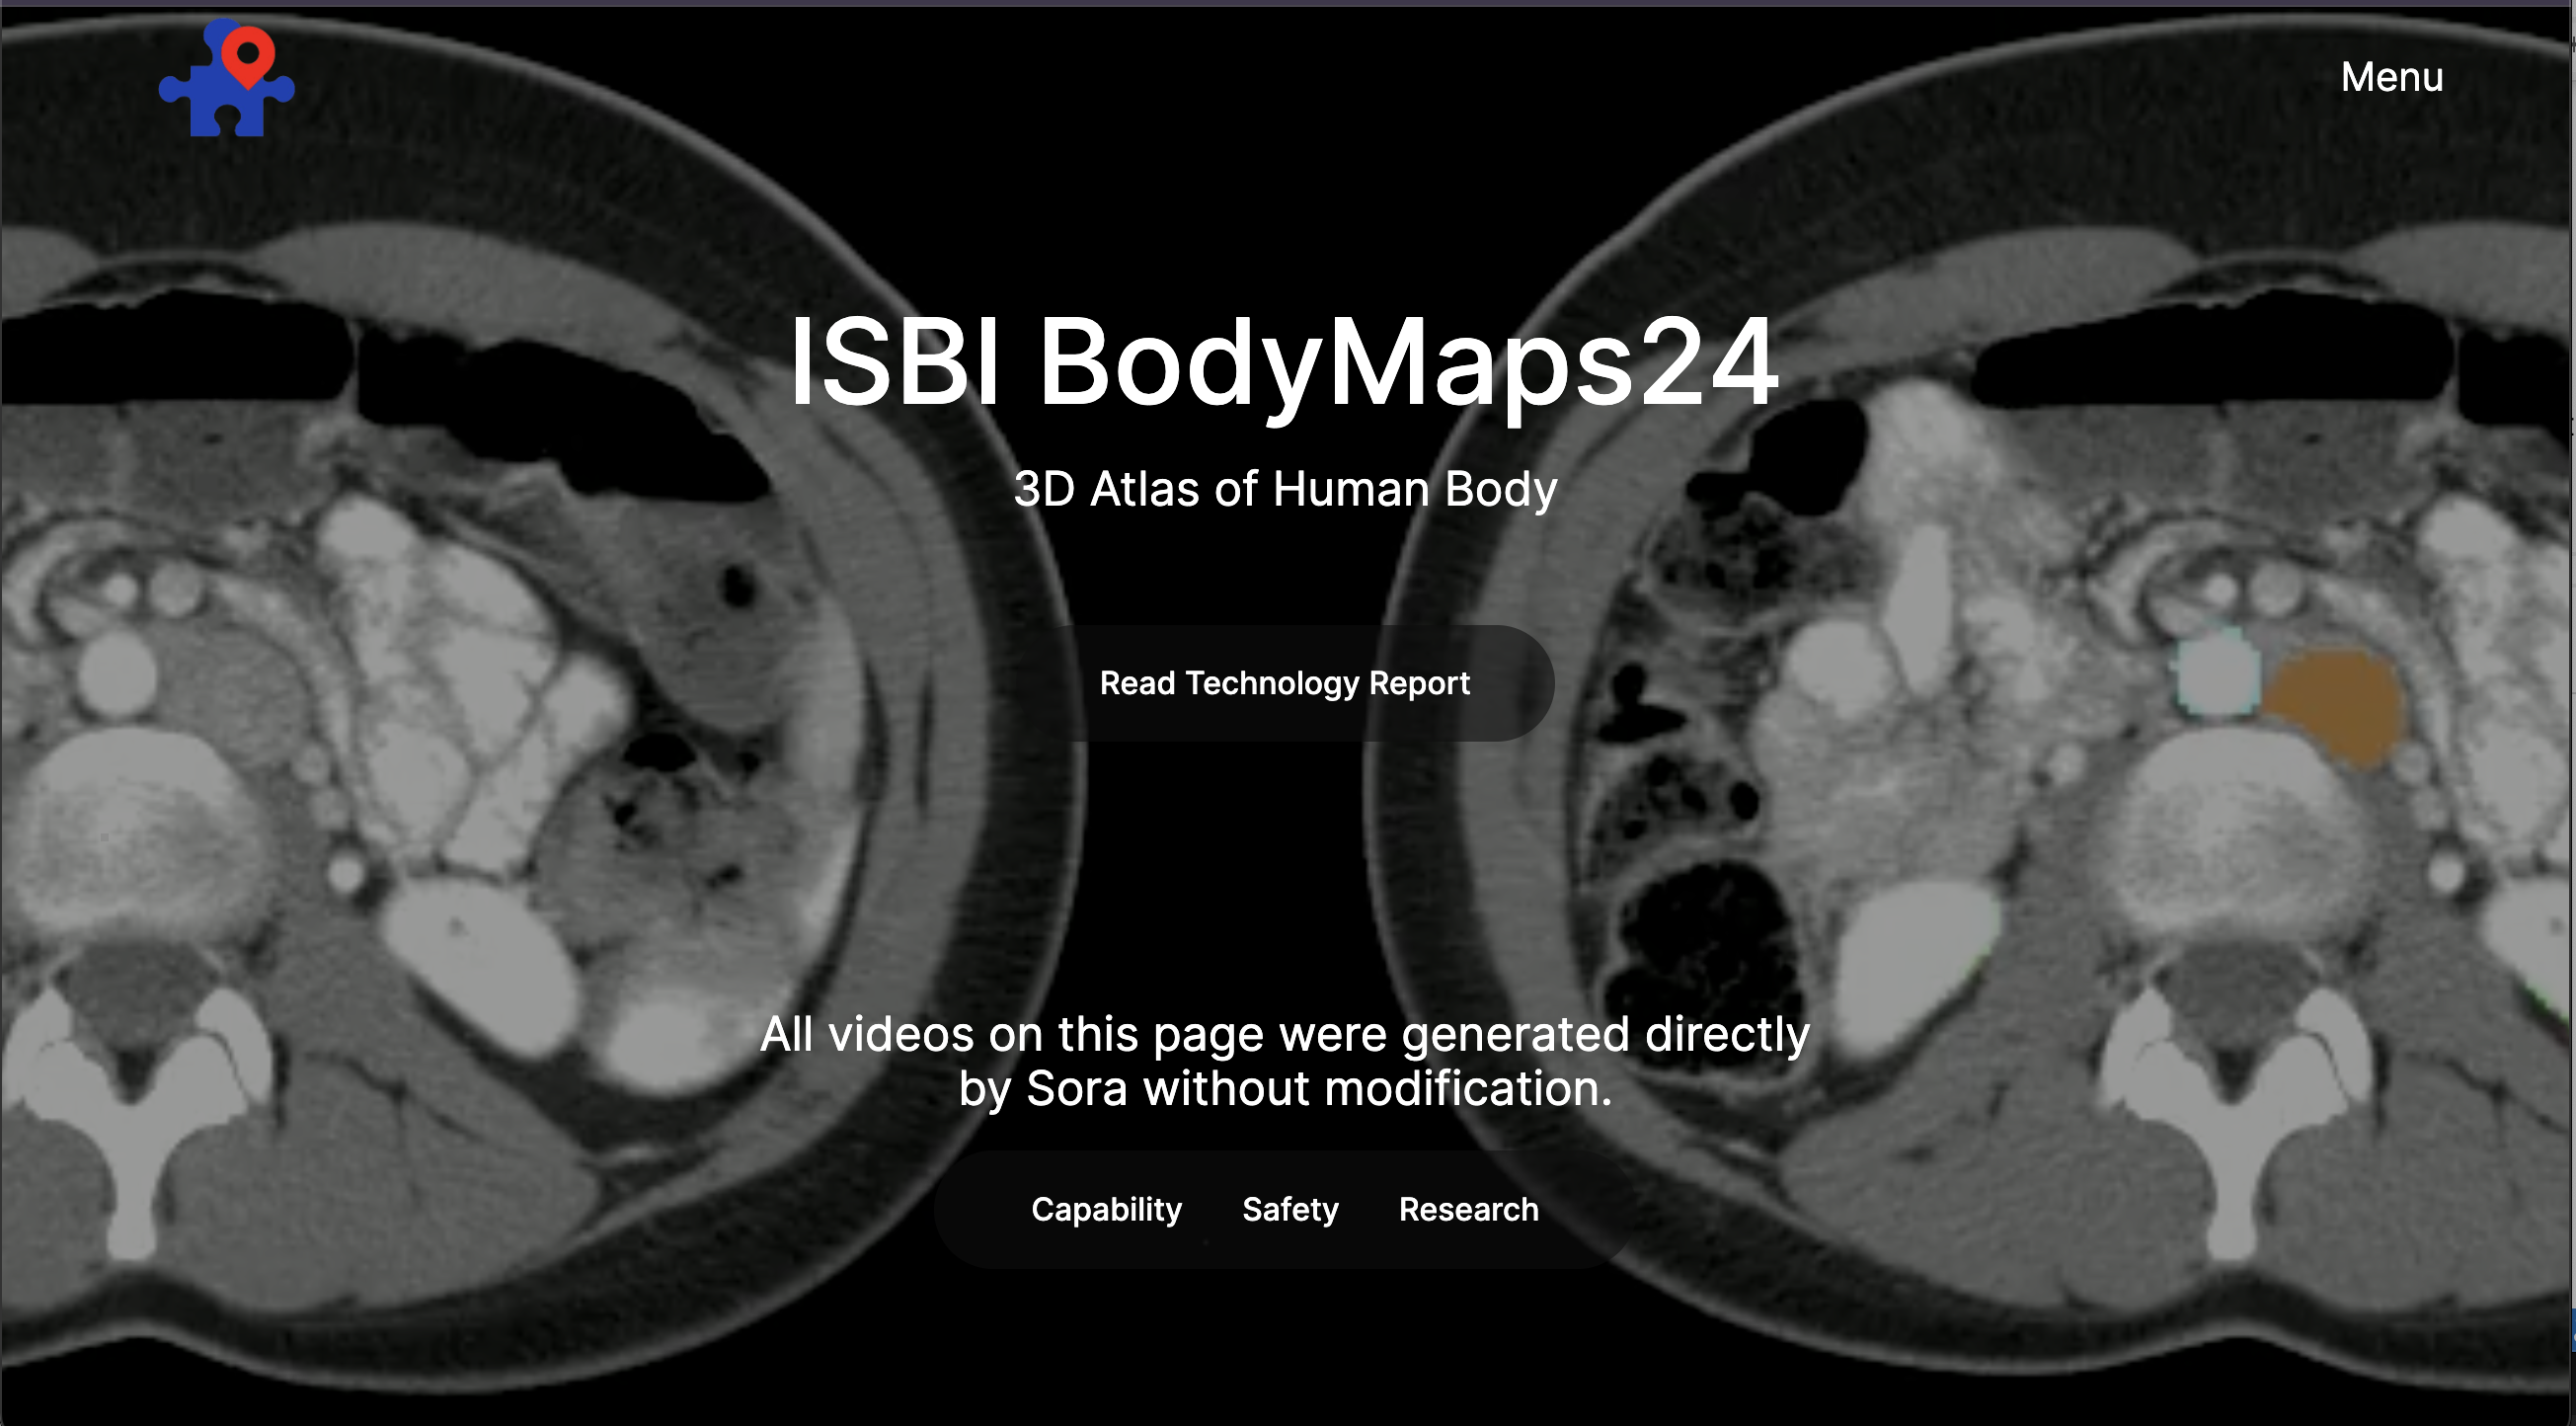 Menu
ISBI BodyMaps24
3D Atlas of Human Body
Read Technology Report
All videos on this page were generated directly
by Sora without modification.
Capability Safety Research